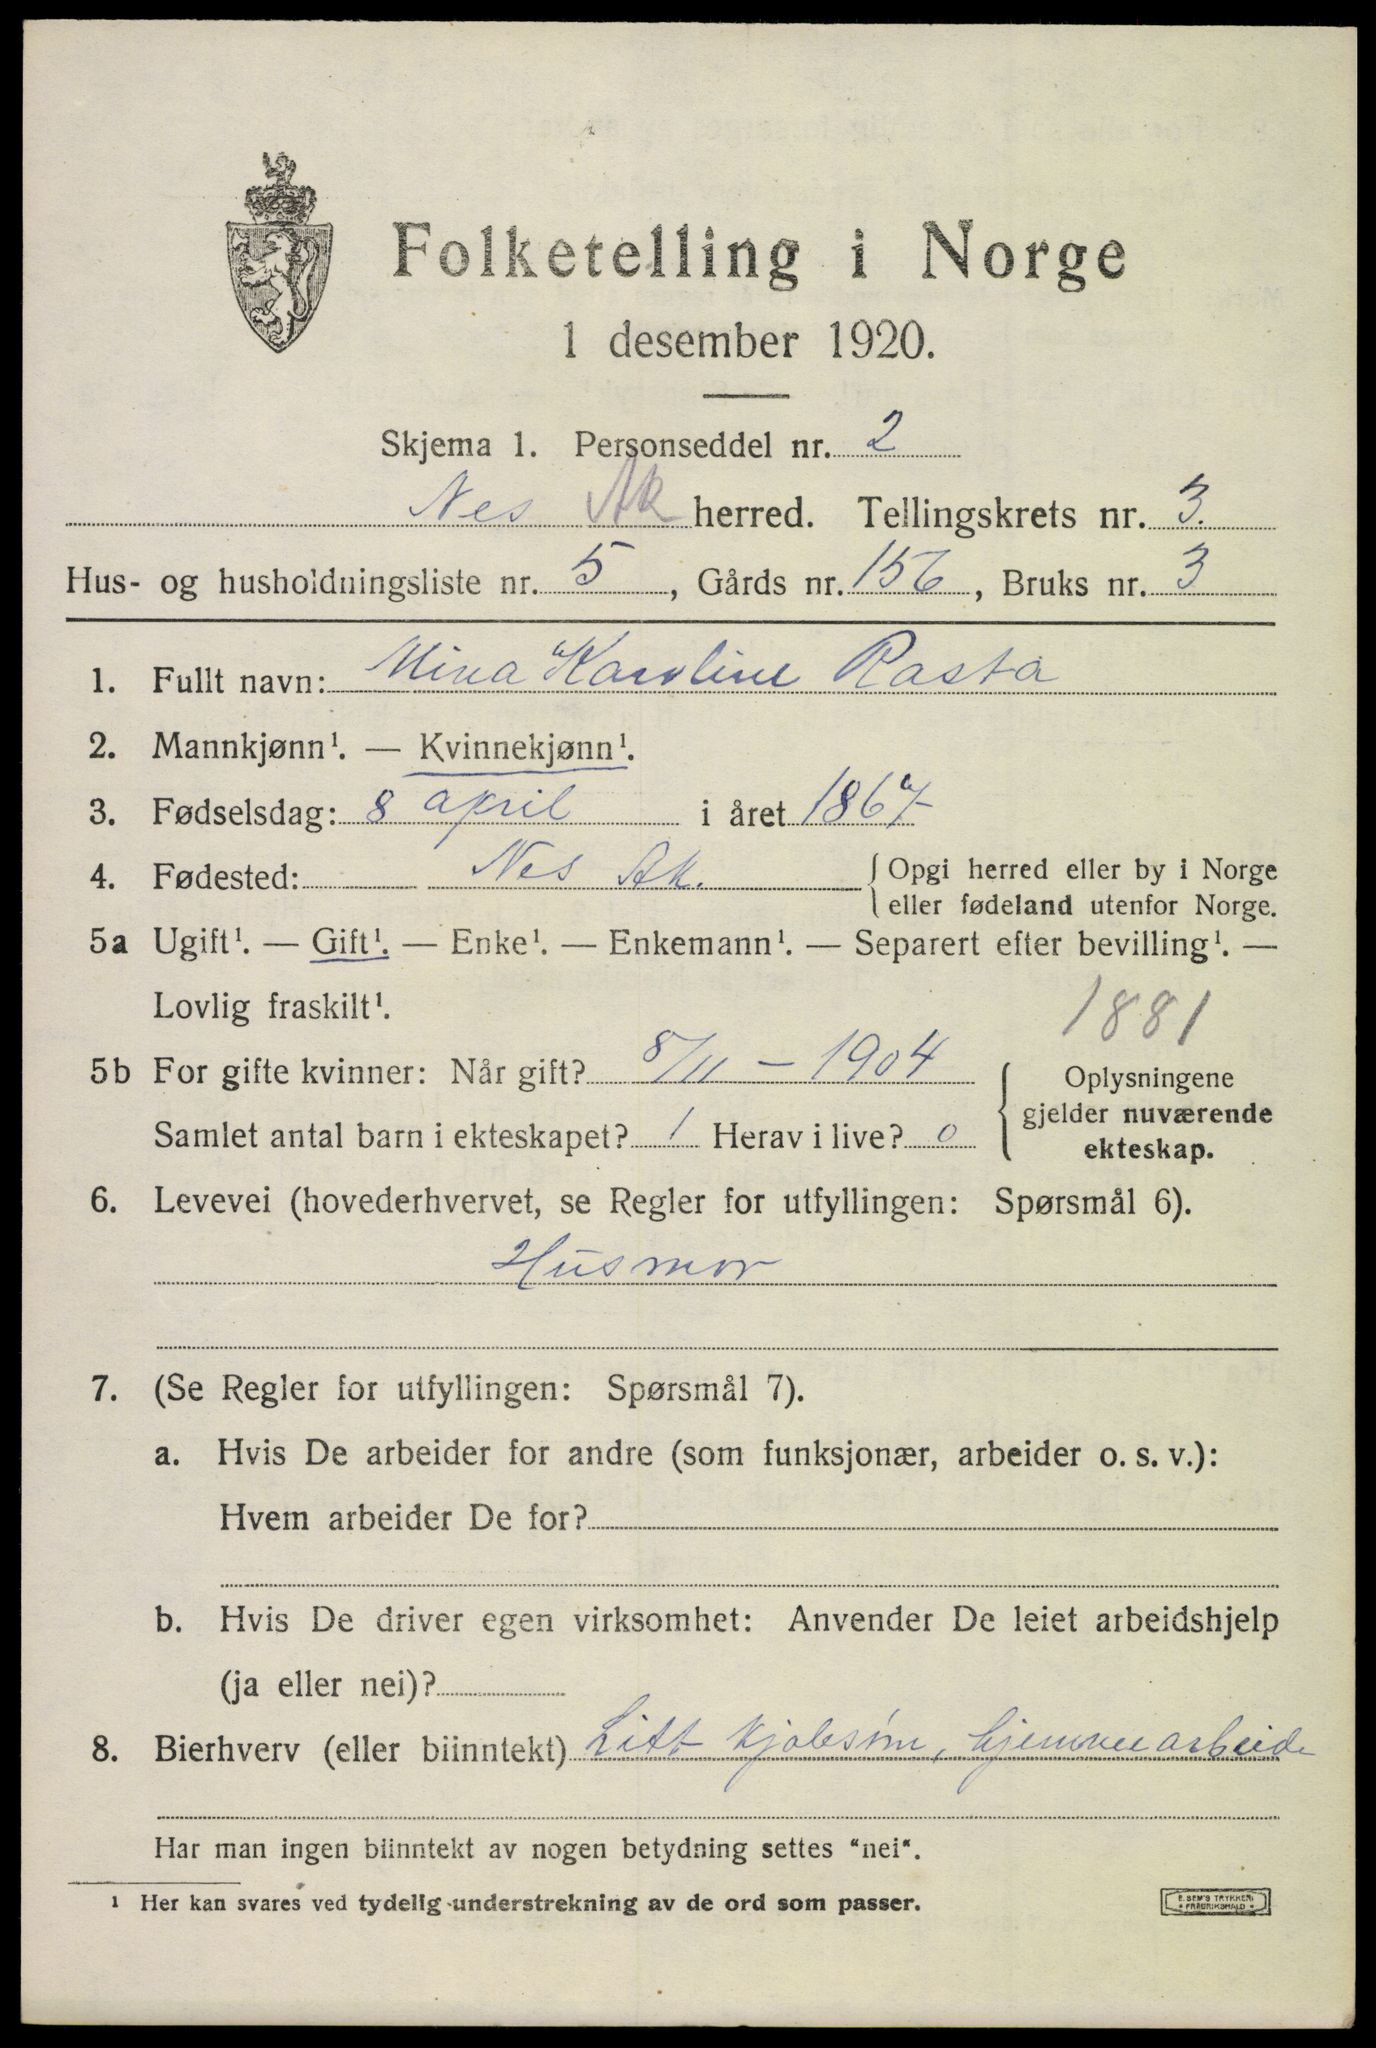 Folketelling i Norge
1 desember 1920.
Skjema 1. Personseddel nr. 2
Nes Ak herred. Tellingskrets nr. 3.
Hus- og husholdningsliste nr. 5, Gårds nr. 156, Bruks nr. 3
1. Fullt navn: Mina Karoline Rasta
2. Mannkjønn¹. — Kvinnekjønn¹.
3. Fødselsdag: 8 april i året 1867
4. Fødested: Nes Ak. { Opgi herred eller by i Norge
eller fødeland utenfor Norge.
5a Ugift¹. — Gift¹. — Enke¹. — Enkemann¹. — Separert efter bevilling¹. —
Lovlig fraskilt¹.
1881
5b For gifte kvinner: Når gift? 8/11 – 1904
Samlet antal barn i ekteskapet? 1 Herav i live? 0
Oplysningene
gjelder nuværende
ekteskap.
6. Levevei (hovederhvervet, se Regler for utfyllingen: Spørsmål 6).
Husmor
7. (Se Regler for utfyllingen: Spørsmål 7).
a. Hvis De arbeider for andre (som funksjonær, arbeider o. s. v.):
Hvem arbeider De for?
b. Hvis De driver egen virksomhet: Anvender De leiet arbeidshjelp
(ja eller nei)?
8. Bierhverv (eller biinntekt) Litt kjolesøm, hjemmearbeide
Har man ingen biinntekt av nogen betydning settes "nei".
1 Her kan svares ved tydelig understrekning av de ord som passer.
E. SEM'S TRYKKERI
* FREDRIKSHALD *